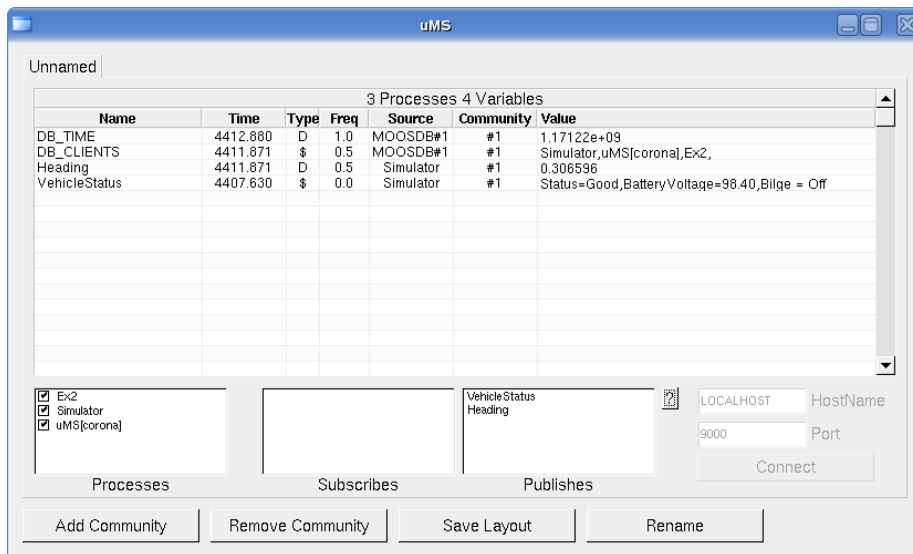 uMS
Unnamed
3 Processes 4 Variables
Name Time Type Freq Source Community Value
DB_TIME 4412.880 D 1.0 MOOSDB#1 #1 1.17122e+09
DB_CLIENTS 4411.871 $ 0.5 MOOSDB#1 #1 Simulator,uMS[corona],Ex2,
Heading 4411.871 D 0.5 Simulator #1 0.306596
VehicleStatus 4407.630 $ 0.0 Simulator #1 Status=Good,BatteryVoltage=98.40,Bilge = Off
Ex2
Simulator
uMS[corona]
Processes
Subscribes
VehicleStatus
Heading
Publishes
?
LOCALHOST HostName
9000 Port
Connect
Add Community Remove Community Save Layout Rename